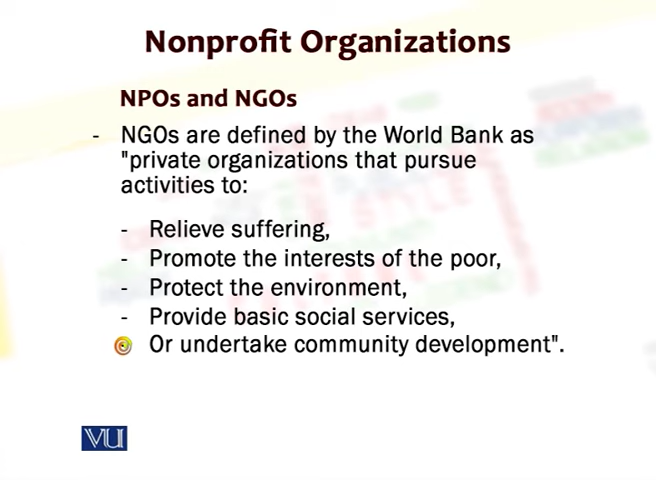 Nonprofit Organizations
NPOs and NGOs
- NGOs are defined by the World Bank as
"private organizations that pursue
activities to:
- Relieve suffering,
- Promote the interests of the poor,
- Protect the environment,
- Provide basic social services,
Or undertake community development".
VU